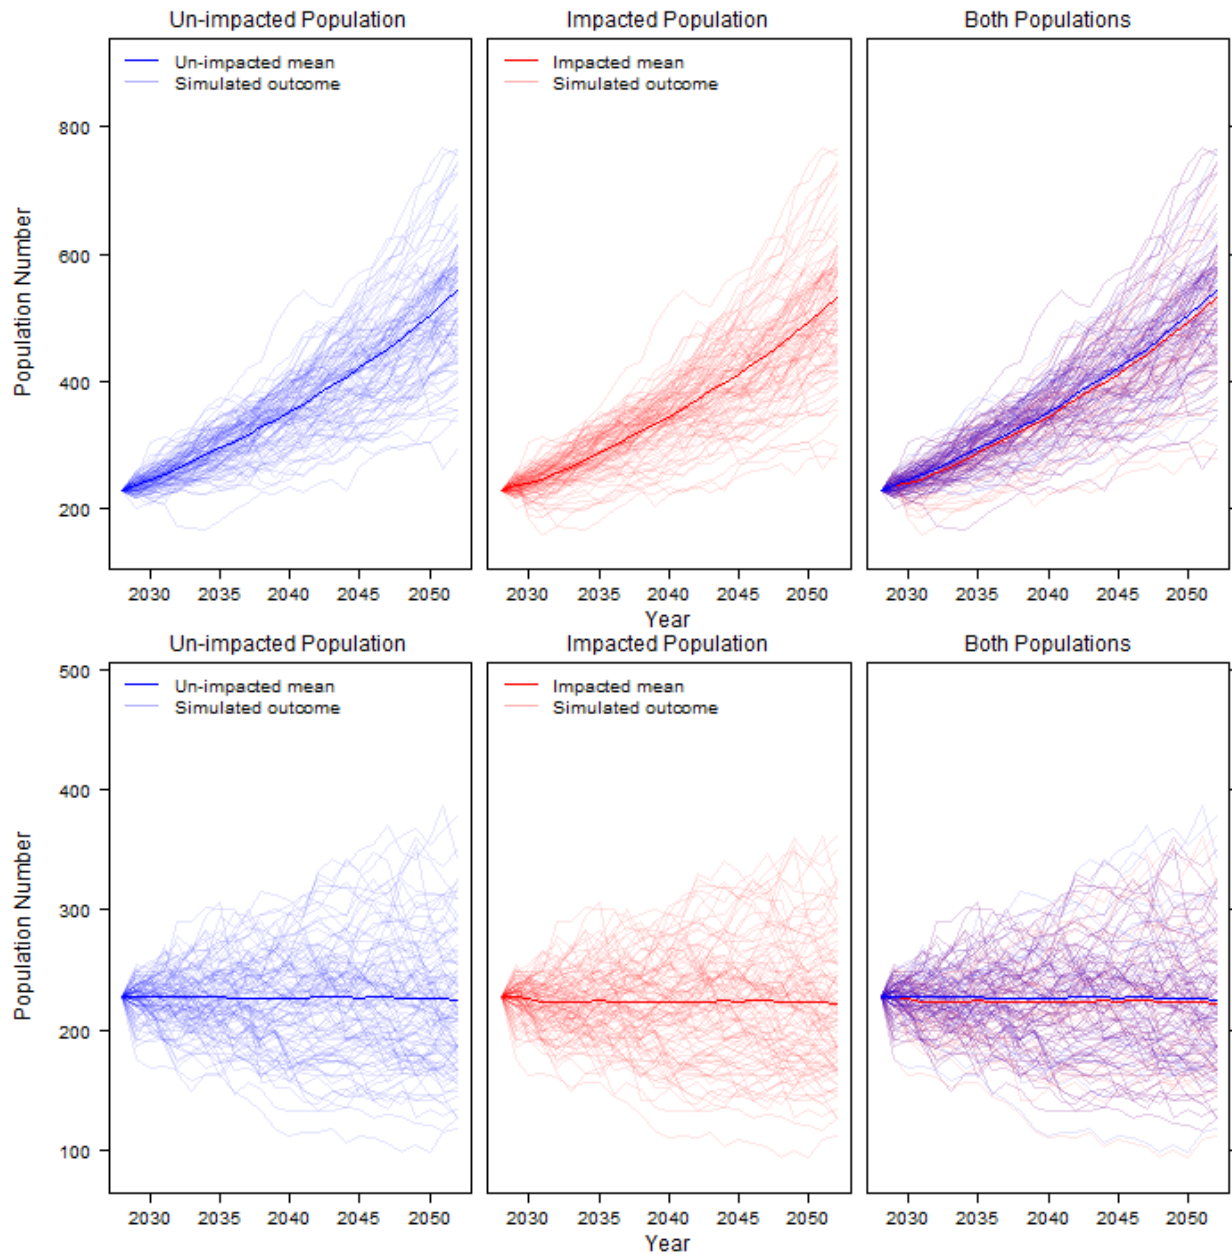 Un-impacted Population
Impacted Population
Both Populations
Un-impacted mean
Simulated outcome
Impacted mean
Simulated outcome
Population Number
800
600
400
200
2030 2035 2040 2045 2050
2030 2035 2040 2045 2050
2030 2035 2040 2045 2050
Year
Un-impacted Population
Impacted Population
Both Populations
Un-impacted mean
Simulated outcome
Impacted mean
Simulated outcome
Population Number
500
400
300
200
100
2030 2035 2040 2045 2050
2030 2035 2040 2045 2050
2030 2035 2040 2045 2050
Year